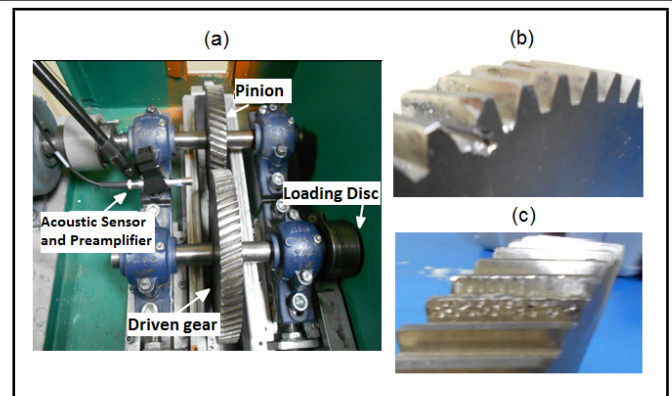 (a)
(b)
Pinion
Loading Disc
Acoustic Sensor
and Preamplifier
(c)
Driven gear